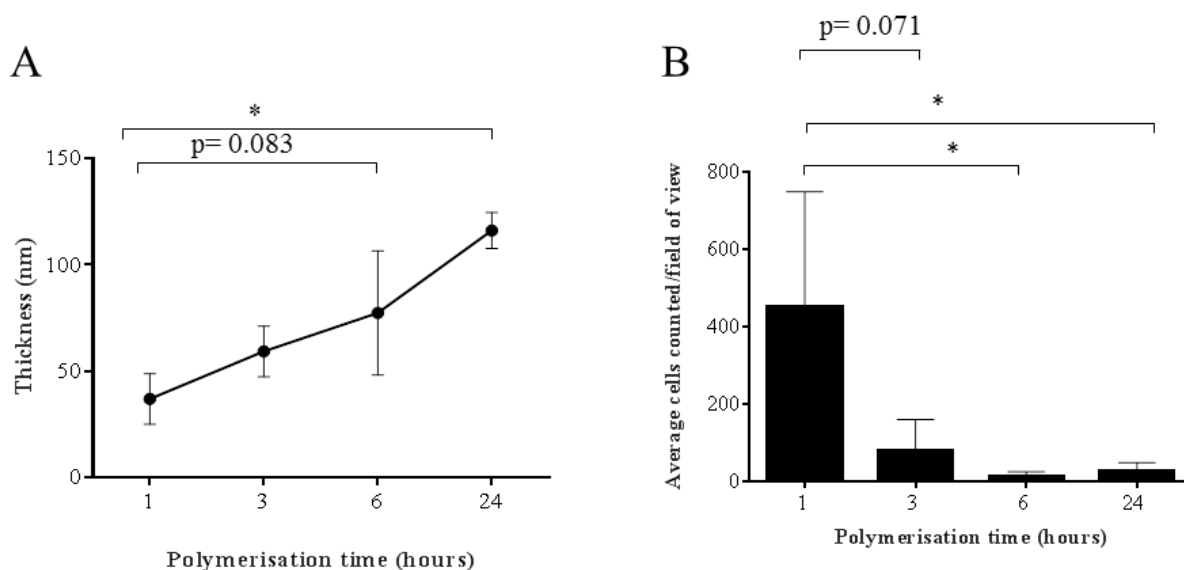 A
*
p= 0.083
150
100
50
0
Thickness (nm)
1 3 6 24
Polymerisation time (hours)
B
p= 0.071
*
*
800
600
400
200
0
Average cells counted/field of view
1 3 6 24
Polymerisation time (hours)